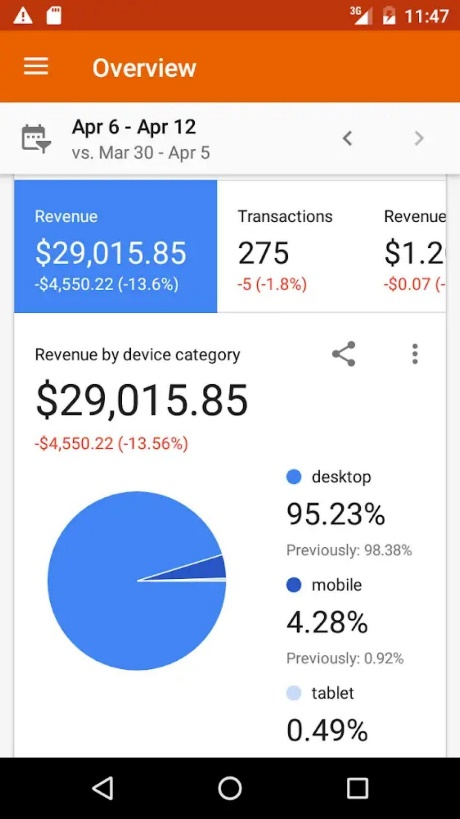 3G 11:47
Overview
Apr 6 - Apr 12
vs. Mar 30 - Apr 5
Revenue Transactions Revenue
$29,015.85 275 $1.2
-$4,550.22 (-13.6%) -5 (-1.8%) -$0.07 (-
Revenue by device category
$29,015.85
-$4,550.22 (-13.56%)
desktop
95.23%
Previously: 98.38%
mobile
4.28%
Previously: 0.92%
tablet
0.49%